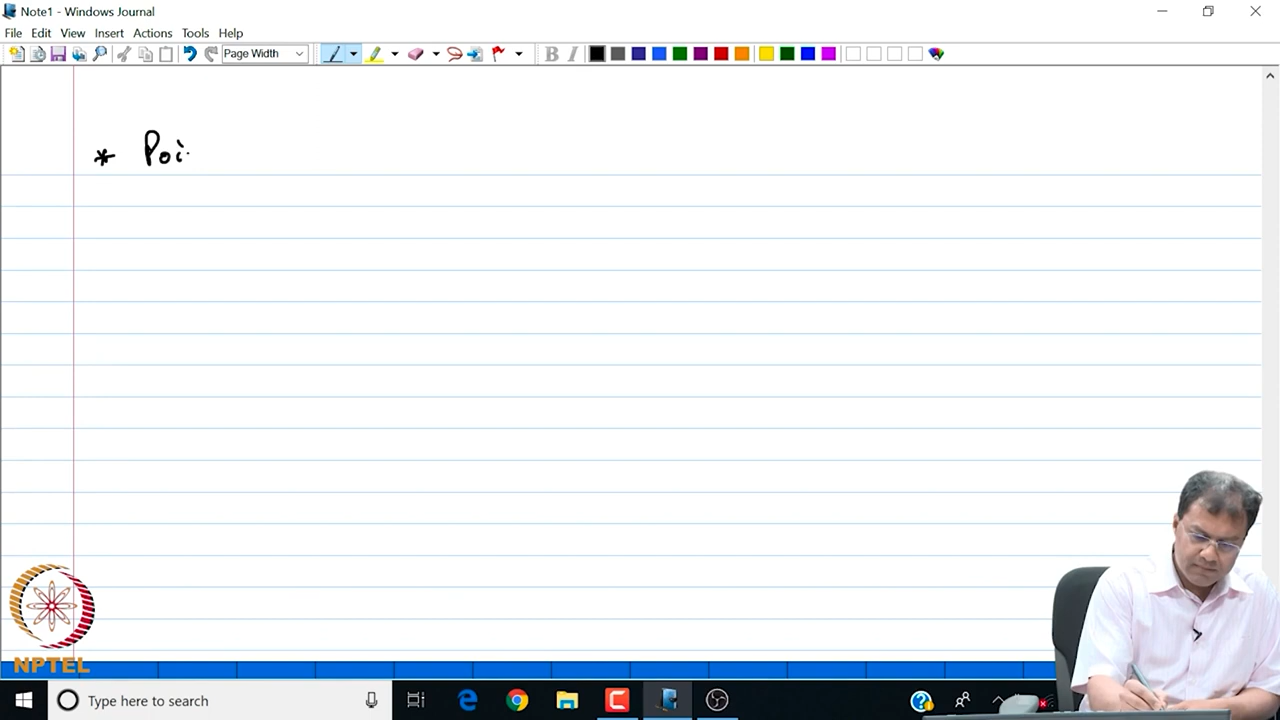 Note1 - Windows Journal
File Edit View Insert Actions Tools Help
Page Width
B I
* Poi
NPTEL
Type here to search